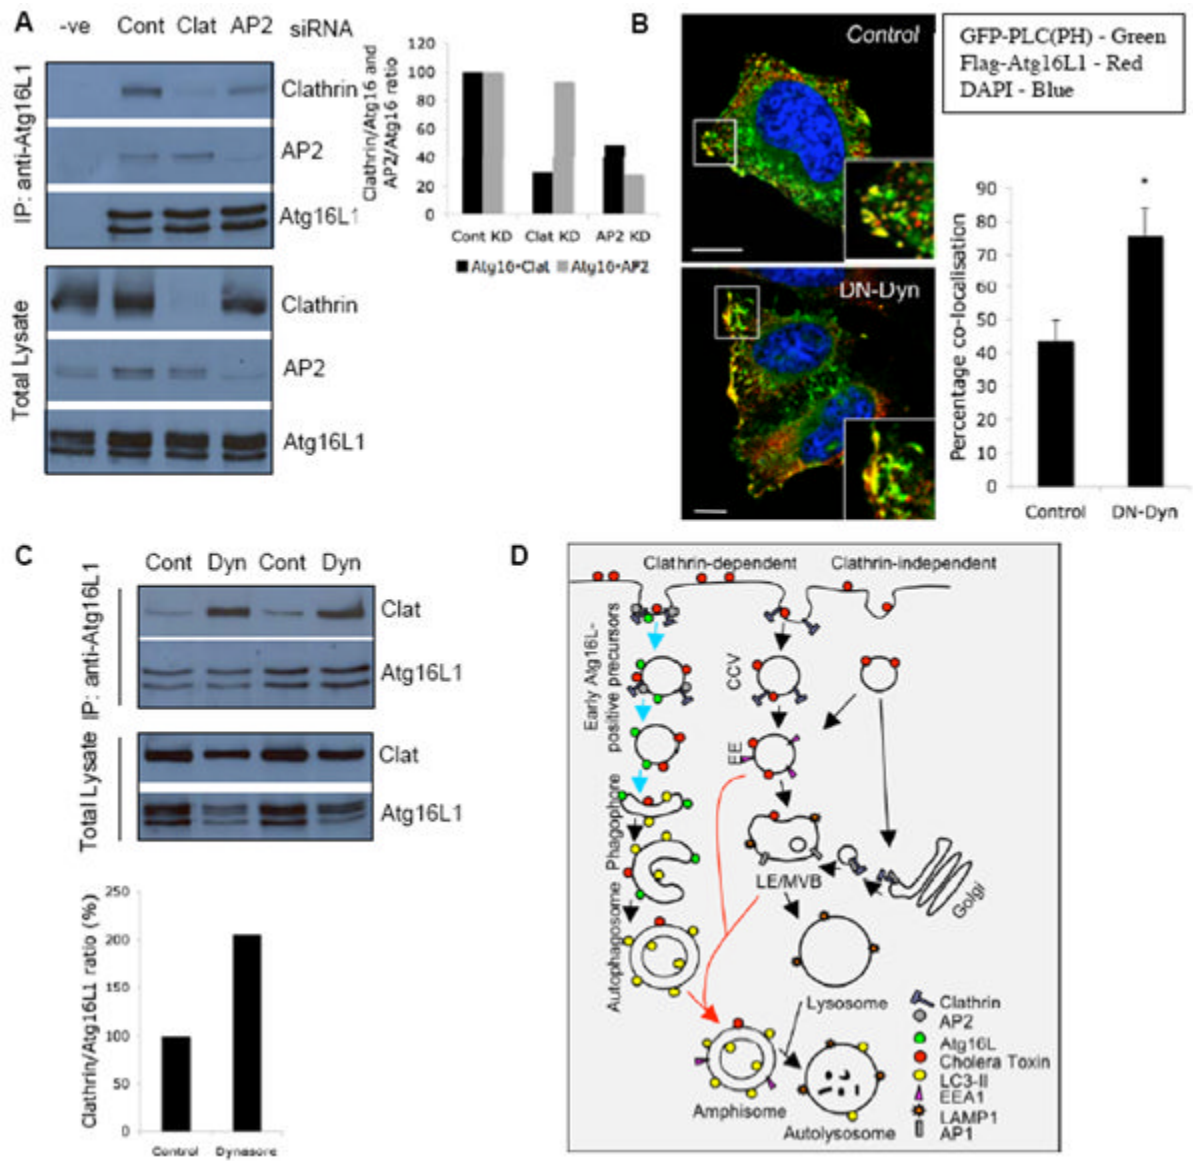 A
-ve Cont Clat AP2 siRNA
IP: anti-Atg16L1
Clathrin
AP2
Atg16L1
Total Lysate
Clathrin
AP2
Atg16L1
Clathrin/Atg16 and
AP2/Atg16 ratio
120
100
80
60
40
20
0
Cont KD Clat KD AP2 KD
Atg16-Clat Atg16-AP2
B
Control
DN-Dyn
GFP-PLC(PH) - Green
Flag-Atg16L1 - Red
DAPI - Blue
Percentage co-localisation
90
80
70
60
50
40
30
20
10
0
*
Control DN-Dyn
C
Cont Dyn Cont Dyn
IP: anti-Atg16L1
Clat
Atg16L1
Total Lysate
Clat
Atg16L1
Clathrin/Atg16L1 ratio (%)
250
200
150
100
50
0
Control Dynasore
D
Clathrin-dependent Clathrin-independent
Early Atg16L-
positive precursors
CCV
EE
Phagophore
LE/MVB
Golgi
Autophagosome
Lysosome
Amphisome
Autolysosome
Clathrin
AP2
Atg16L
Cholera Toxin
LC3-II
EEA1
LAMP1
AP1